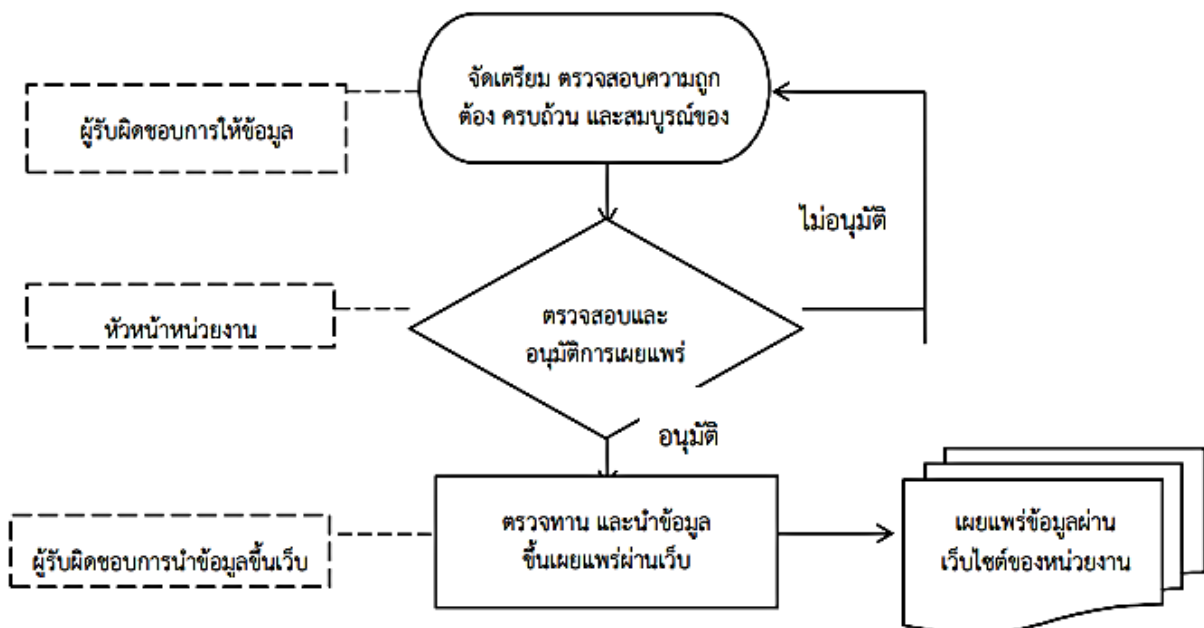 จัดเตรียม ตรวจสอบความถูก
ต้อง ครบถ้วน และสมบูรณ์ของ
ผู้รับผิดชอบการให้ข้อมูล
ไม่อนุมัติ
หัวหน้าหน่วยงาน
ตรวจสอบและ
อนุมัติการเผยแพร่
อนุมัติ
ผู้รับผิดชอบการนำข้อมูลขึ้นเว็บ
ตรวจทาน และนำข้อมูล
ขึ้นเผยแพร่ผ่านเว็บ
เผยแพร่ข้อมูลผ่าน
เว็บไซต์ของหน่วยงาน